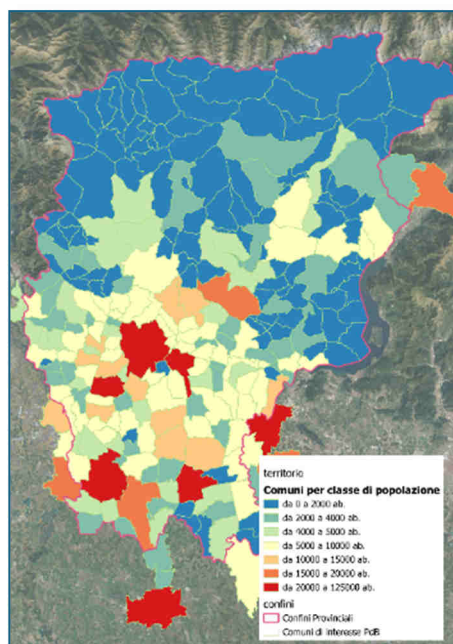 territorio
Comuni per classe di popolazione
da 0 a 2000 ab.
da 2000 a 4000 ab.
da 4000 a 5000 ab.
da 5000 a 10000 ab.
da 10000 a 15000 ab.
da 15000 a 20000 ab.
da 20000 a 125000 ab.
confini
Confini Provinciali
Comuni di interesse PdB